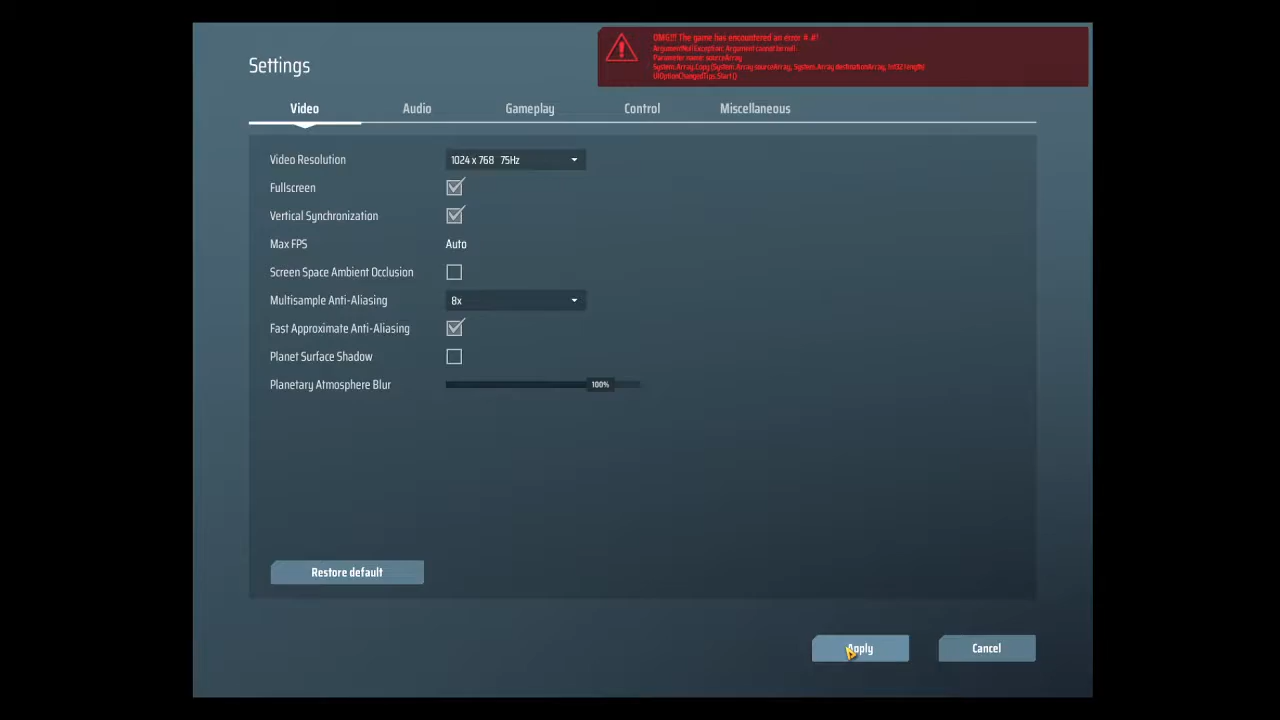 OMG!!! The game has encountered an error # .#!
ArgumentNullException: Argument cannot be null.
Parameter name: sourceArray
System.Array.Copy (System.Array sourceArray, System.Array destinationArray, Int32 length)
UIOptionChangedTips.Start ()
Settings
Video Audio Gameplay Control Miscellaneous
Video Resolution 1024 x 768 75Hz
Fullscreen
Vertical Synchronization
Max FPS Auto
Screen Space Ambient Occlusion
Multisample Anti-Aliasing 8x
Fast Approximate Anti-Aliasing
Planet Surface Shadow
Planetary Atmosphere Blur 100%
Restore default
Apply Cancel